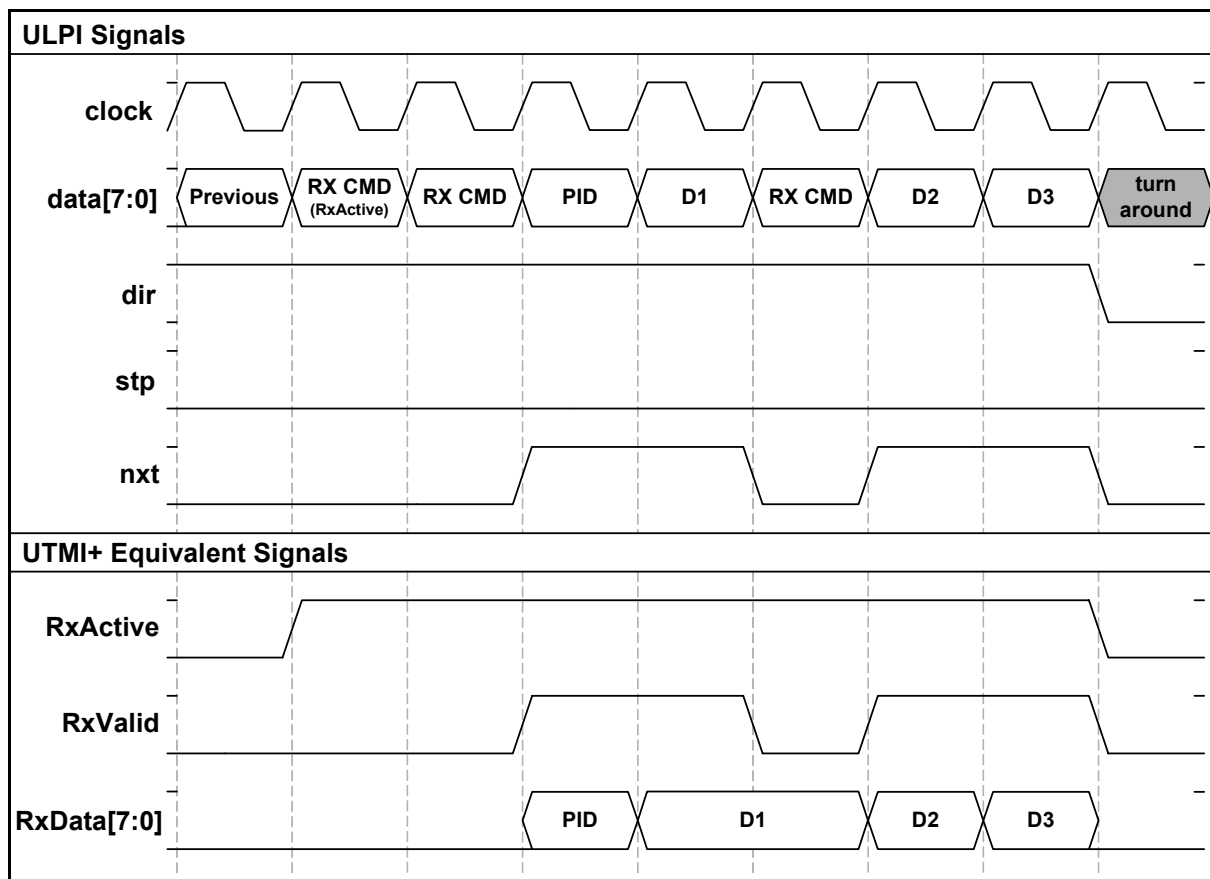 ULPI Signals
clock
data[7:0]
Previous
RX CMD
(RxActive)
RX CMD
PID
D1
RX CMD
D2
D3
turn
around
dir
stp
nxt
UTMI+ Equivalent Signals
RxActive
RxValid
RxData[7:0]
PID
D1
D2
D3